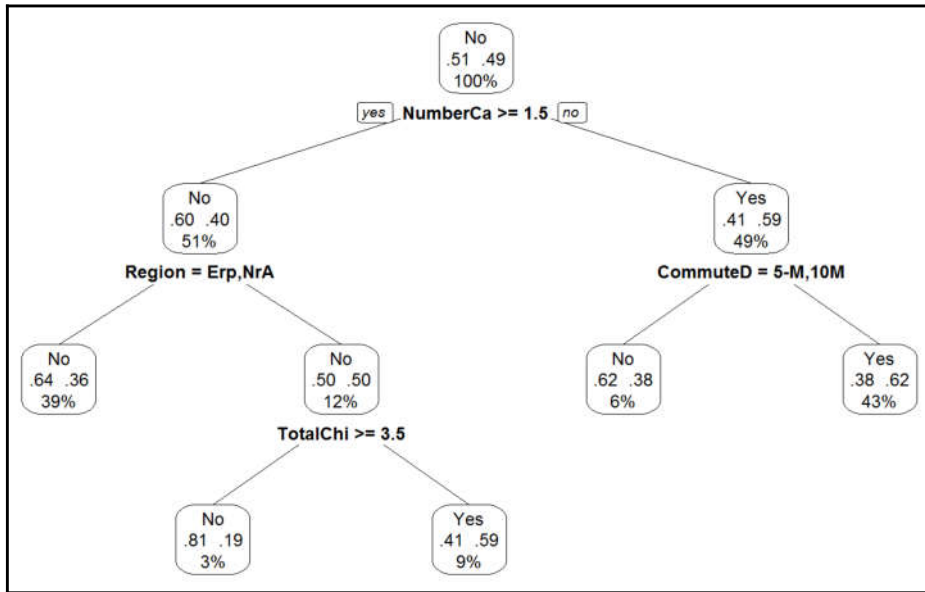 No
.51 .49
100%
yes NumberCa >= 1.5 no
No
.60 .40
51%
Yes
.41 .59
49%
Region = Erp,NrA
CommuteD = 5-M,10M
No
.64 .36
39%
No
.50 .50
12%
No
.62 .38
6%
Yes
.38 .62
43%
TotalChi >= 3.5
No
.81 .19
3%
Yes
.41 .59
9%